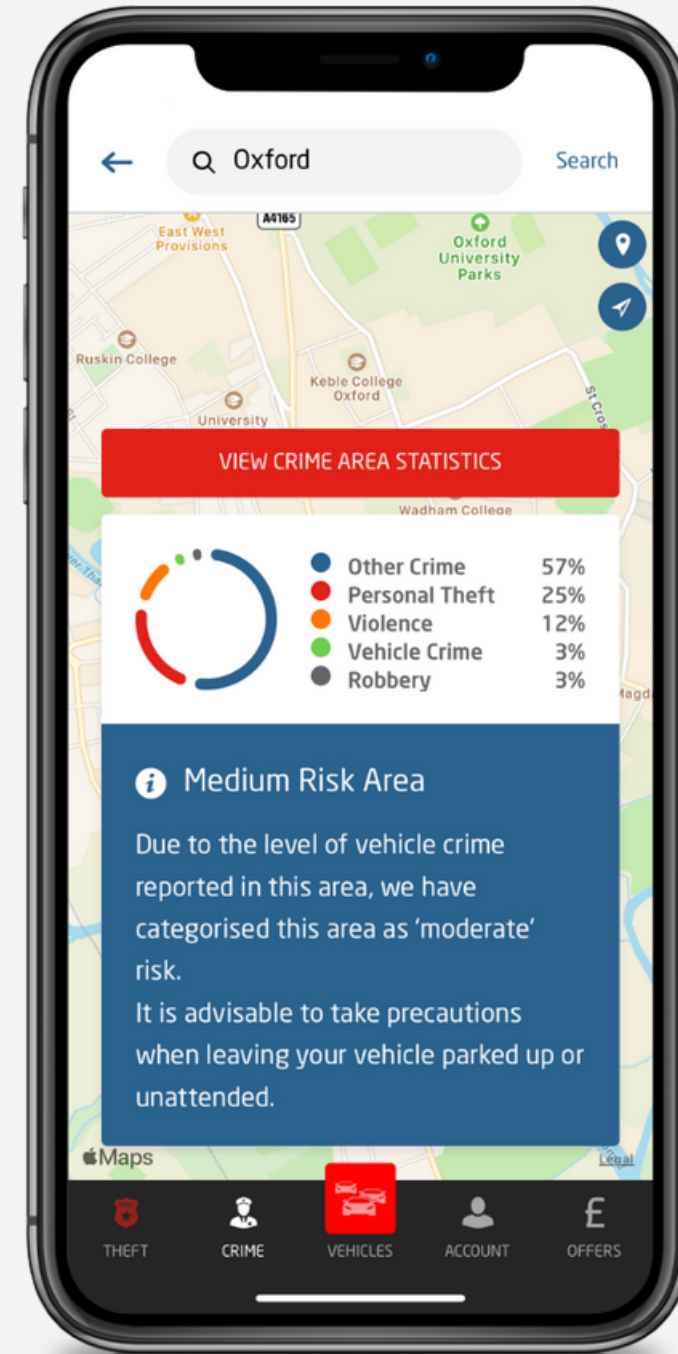 Oxford
Search
A4165
East West
Provisions
Oxford
University
Parks
Ruskin College
Keble College
Oxford
St Cros
University
VIEW CRIME AREA STATISTICS
Wadham College
Other Crime 57%
Personal Theft 25%
Violence 12%
Vehicle Crime 3%
Robbery 3%
Magd
i Medium Risk Area
Due to the level of vehicle crime
reported in this area, we have
categorised this area as ‘moderate’
risk.
It is advisable to take precautions
when leaving your vehicle parked up or
unattended.
Maps
Legal
THEFT
CRIME
VEHICLES
ACCOUNT
£
OFFERS